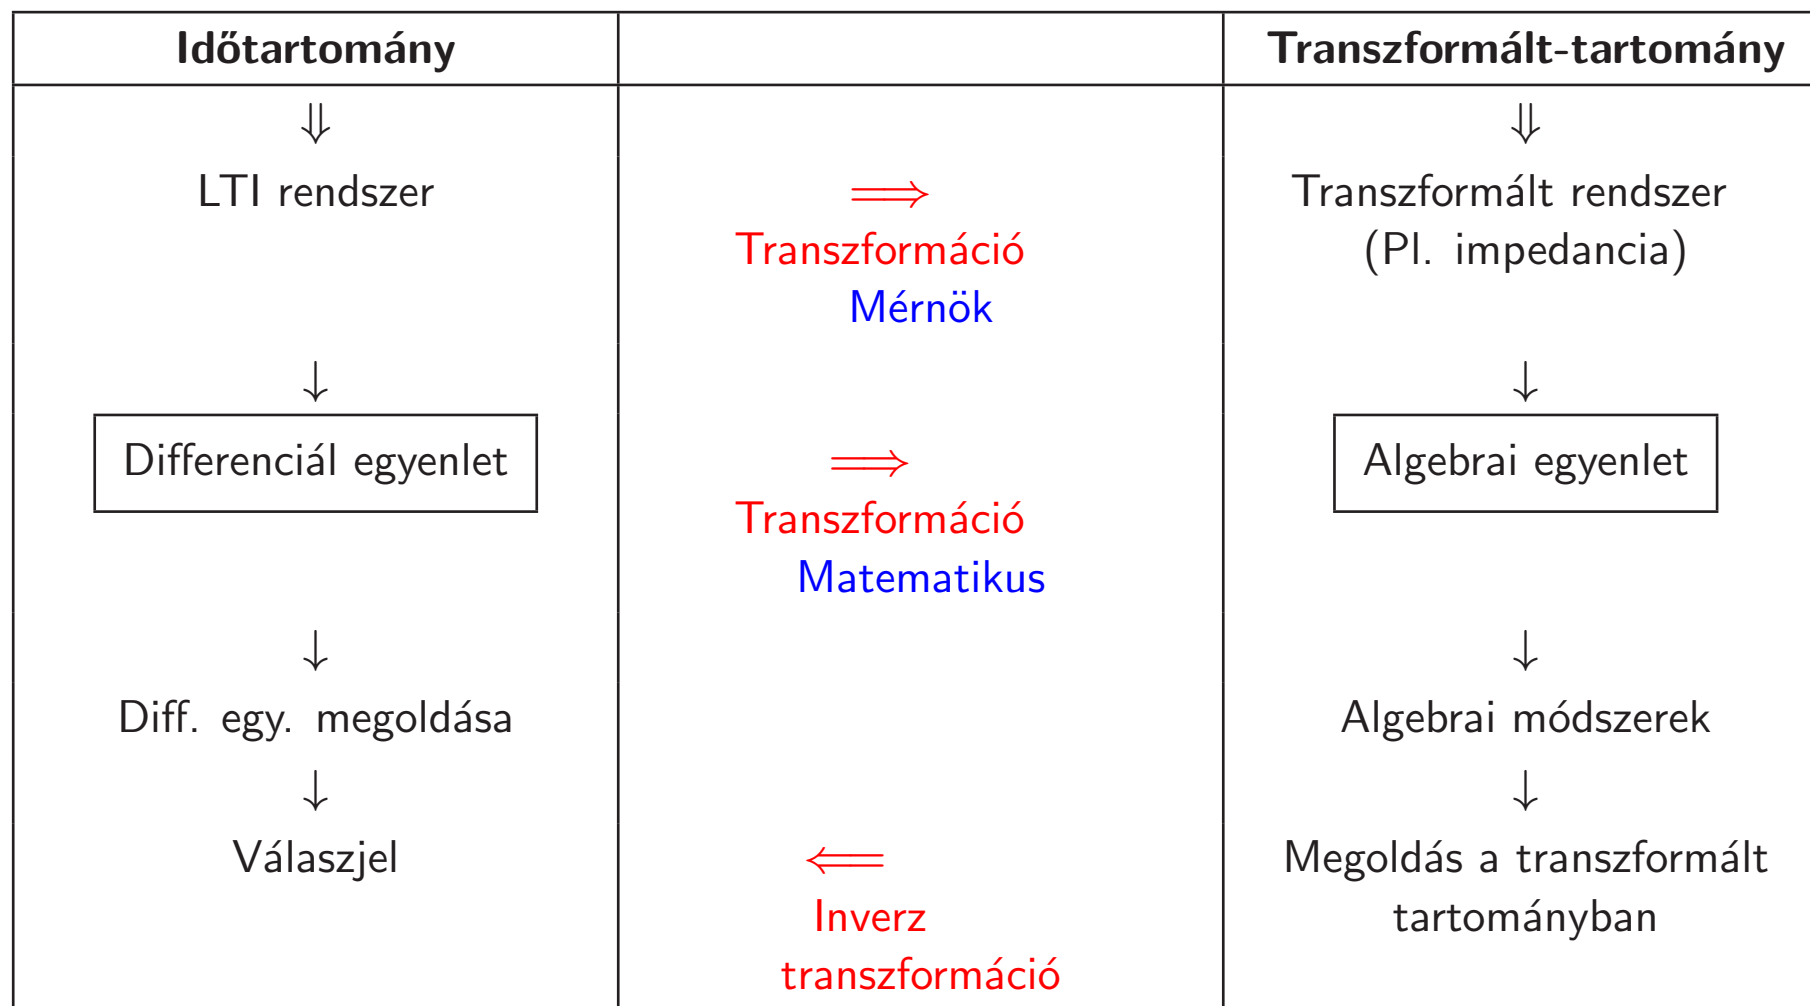 Időtartomány
Transzformált-tartomány
⇓
⇓
LTI rendszer
⟹
Transzformáció
Mérnök
Transzformált rendszer
(Pl. impedancia)
↓
↓
Differenciál egyenlet
⟹
Transzformáció
Matematikus
Algebrai egyenlet
↓
↓
Diff. egy. megoldása
Algebrai módszerek
↓
↓
Válaszjel
⟸
Inverz
transzformáció
Megoldás a transzformált
tartományban